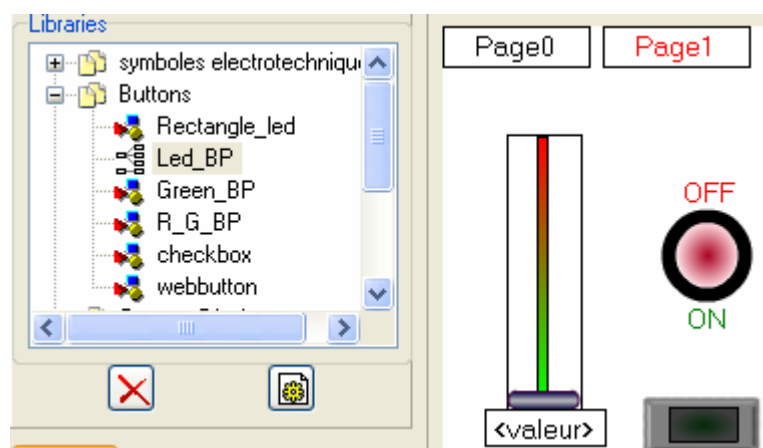 Libraries
symboles electrotechniqu
Buttons
Rectangle_led
Led_BP
Green_BP
R_G_BP
checkbox
webbutton
Page0 Page1
OFF
ON
<valeur>